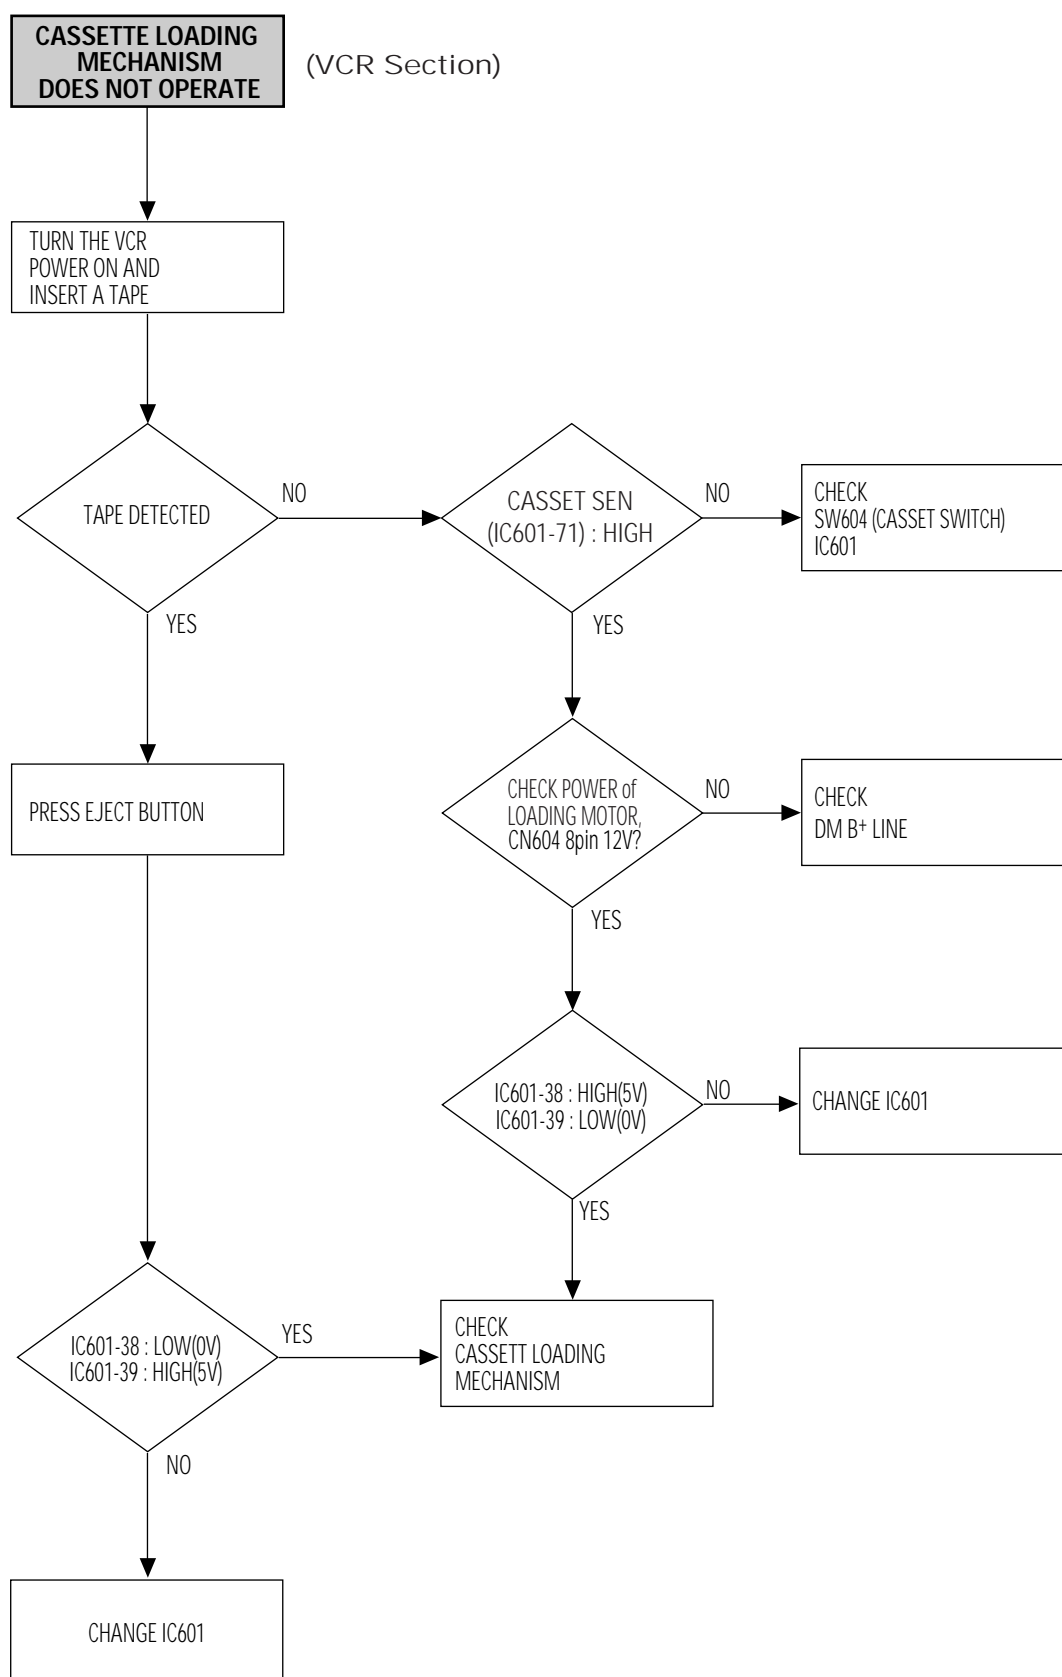 CASSETTE LOADING
MECHANISM
DOES NOT OPERATE
(VCR Section)
TURN THE VCR
POWER ON AND
INSERT A TAPE
TAPE DETECTED
NO
YES
CASSET SEN
(IC601-71) : HIGH
NO
YES
CHECK
SW604 (CASSET SWITCH)
IC601
PRESS EJECT BUTTON
CHECK POWER of
LOADING MOTOR,
CN604 8pin 12V?
NO
YES
CHECK
DM B+ LINE
IC601-38 : HIGH(5V)
IC601-39 : LOW(0V)
NO
YES
CHANGE IC601
IC601-38 : LOW(0V)
IC601-39 : HIGH(5V)
YES
NO
CHECK
CASSETT LOADING
MECHANISM
CHANGE IC601